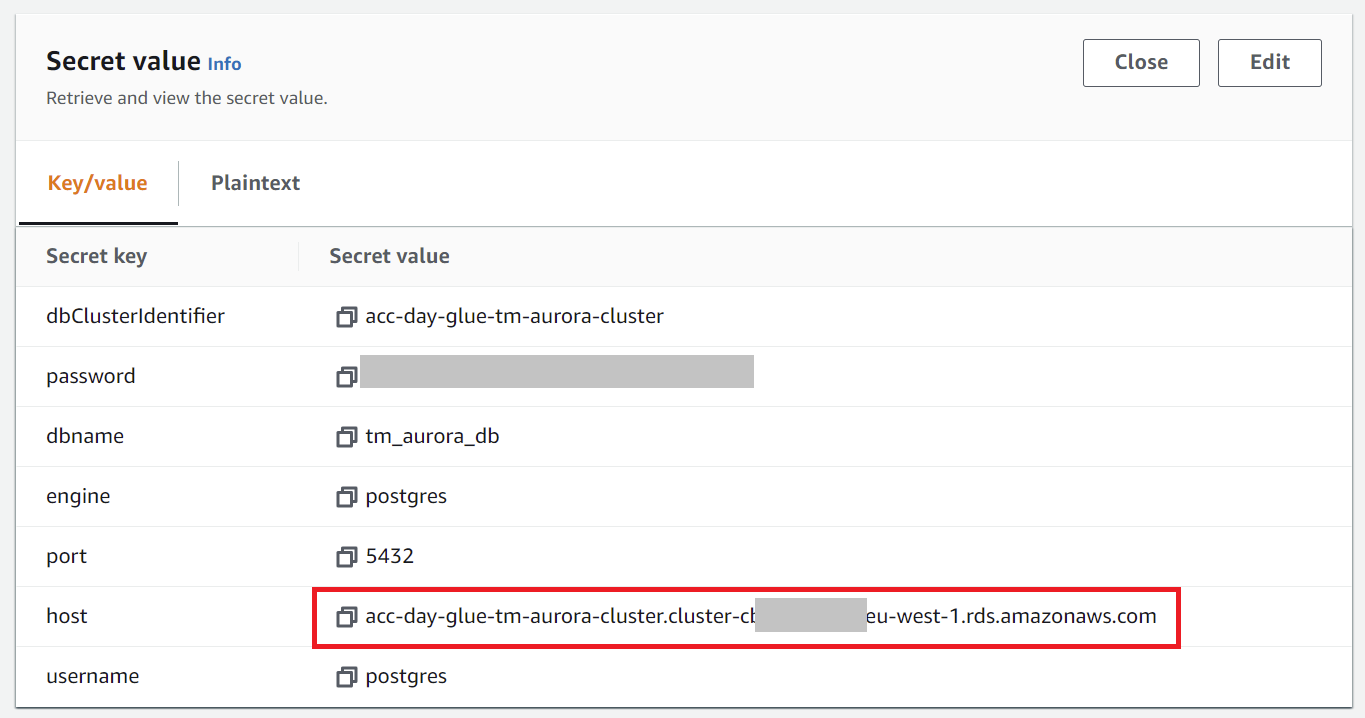 Secret value Info
Close
Edit
Retrieve and view the secret value.
Key/value
Plaintext
Secret key
Secret value
dbClusterIdentifier
acc-day-glue-tm-aurora-cluster
password
dbname
tm_aurora_db
engine
postgres
port
5432
host
acc-day-glue-tm-aurora-cluster.cluster-cb eu-west-1.rds.amazonaws.com
username
postgres